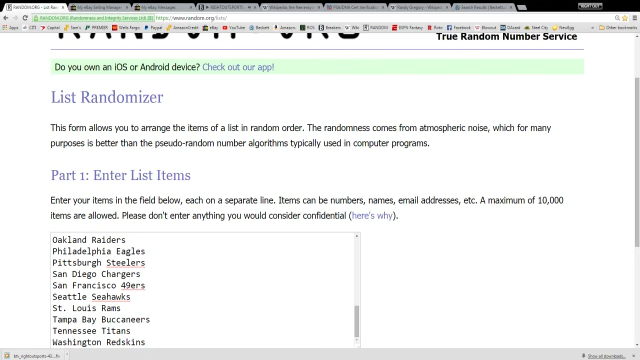 https://www.random.org/lists/
True Random Number Service
Do you own an iOS or Android device? Check out our app!
List Randomizer
This form allows you to arrange the items of a list in random order. The randomness comes from atmospheric noise, which for many
purposes is better than the pseudo-random number algorithms typically used in computer programs.
Part 1: Enter List Items
Enter your items in the field below, each on a separate line. Items can be numbers, names, email addresses, etc. A maximum of 10,000
items are allowed. Please don't enter anything you would consider confidential (here's why).
Oakland Raiders
Philadelphia Eagles
Pittsburgh Steelers
San Diego Chargers
San Francisco 49ers
Seattle Seahawks
St. Louis Rams
Tampa Bay Buccaneers
Tennessee Titans
Washington Redskins